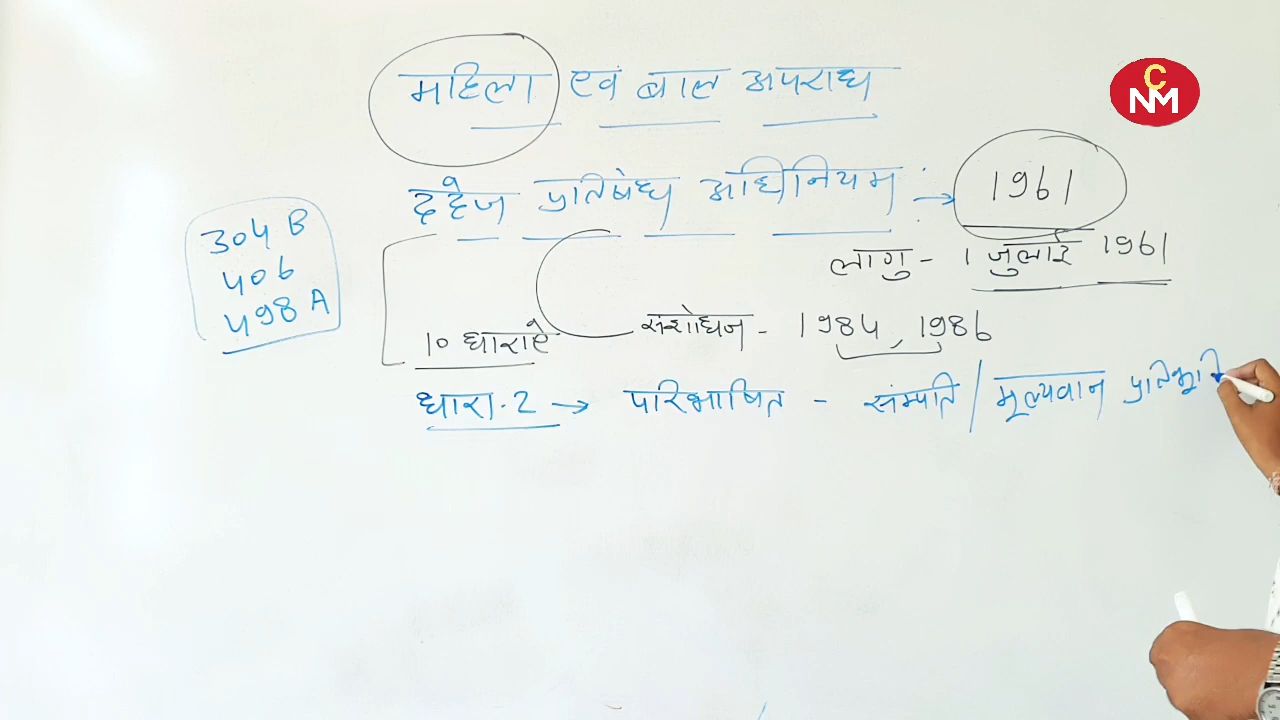 महिला एवं बाल अपराध
CNM
दहेज प्रतिषेध अधिनियम : → 1961
304 B
406
498 A
लागु - 1 जुलाई 1961
10 धाराऐ
संशोधन - 1984, 1986
धारा. 2 → परिभाषित - संम्पति / मूल्यवान प्रतिभूति